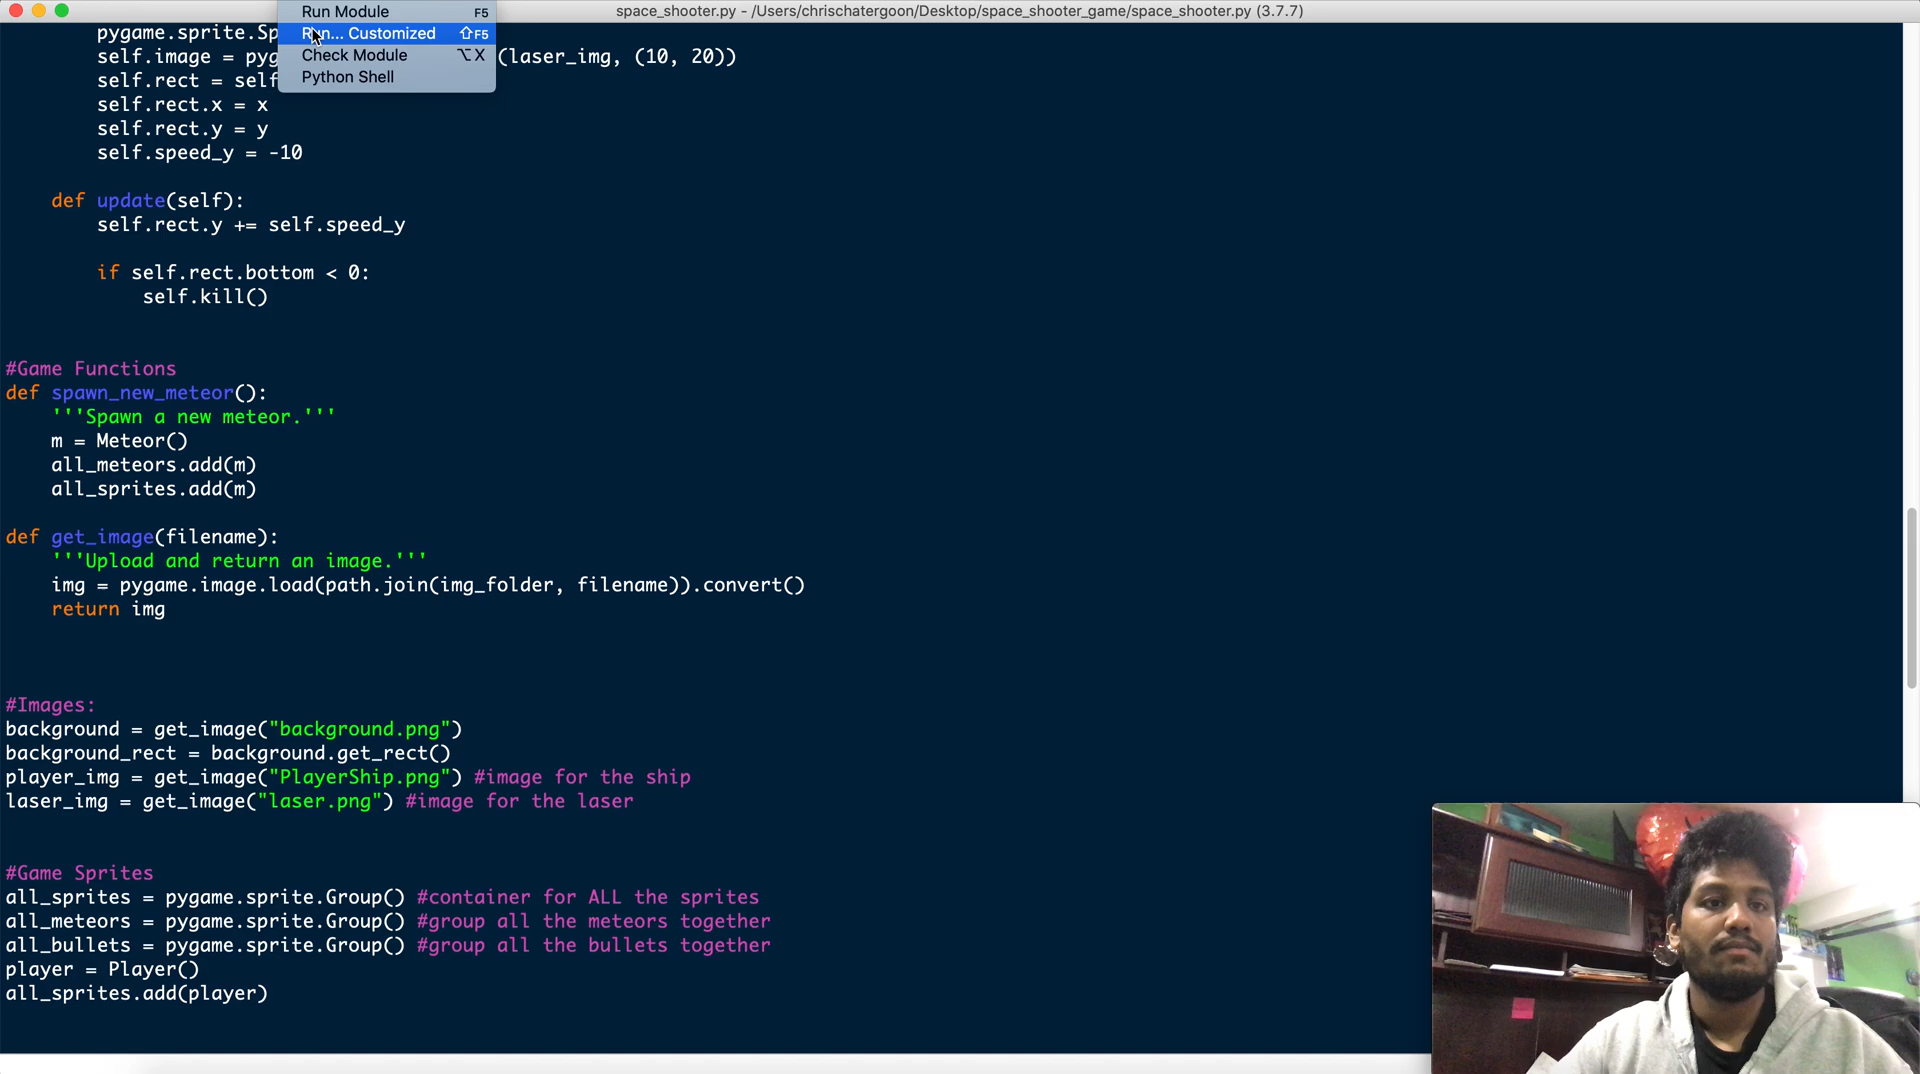 Run Module F5
space_shooter.py - /Users/chrischatergoon/Desktop/space_shooter_game/space_shooter.py (3.7.7)
pygame.sprite.Sp
Run... Customized ⇧F5
self.image = pyg
(laser_img, (10, 20))
Check Module ⌥X
self.rect = self
Python Shell
self.rect.x = x
self.rect.y = y
self.speed_y = -10
def update(self):
self.rect.y += self.speed_y
if self.rect.bottom < 0:
self.kill()
#Game Functions
def spawn_new_meteor():
'''Spawn a new meteor.'''
m = Meteor()
all_meteors.add(m)
all_sprites.add(m)
def get_image(filename):
'''Upload and return an image.'''
img = pygame.image.load(path.join(img_folder, filename)).convert()
return img
#Images:
background = get_image("background.png")
background_rect = background.get_rect()
player_img = get_image("PlayerShip.png") #image for the ship
laser_img = get_image("laser.png") #image for the laser
#Game Sprites
all_sprites = pygame.sprite.Group() #container for ALL the sprites
all_meteors = pygame.sprite.Group() #group all the meteors together
all_bullets = pygame.sprite.Group() #group all the bullets together
player = Player()
all_sprites.add(player)